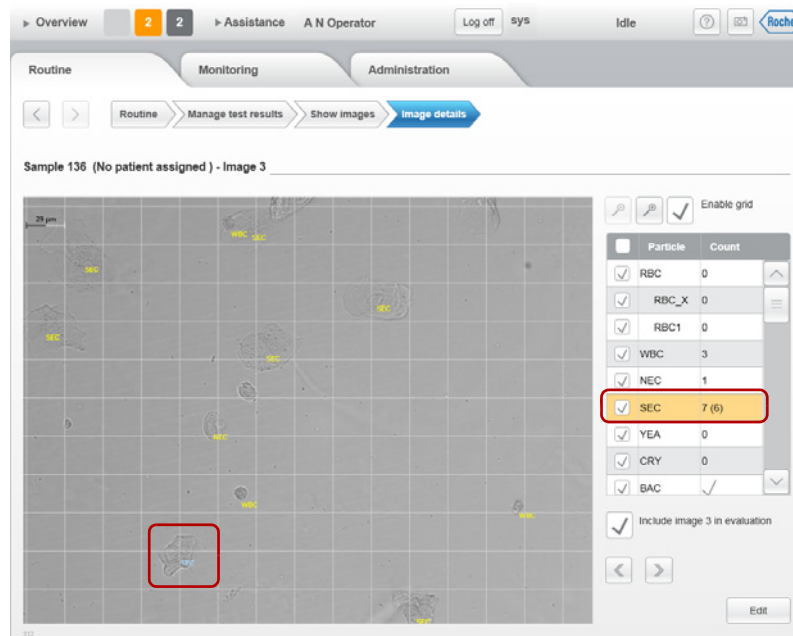 Overview 2 2 Assistance A N Operator Log off sys Idle ? Roche
Routine Monitoring Administration
Routine Manage test results Show images Image details
Sample 136 (No patient assigned ) - Image 3
Enable grid
29 µm
WBC SEC
SEC
SEC
SEC
SEC
NEC
WBC
WBC
SEC
SEC
Particle Count
RBC 0
RBC_X 0
RBC1 0
WBC 3
NEC 1
SEC 7 (6)
YEA 0
CRY 0
BAC
Include image 3 in evaluation
Edit